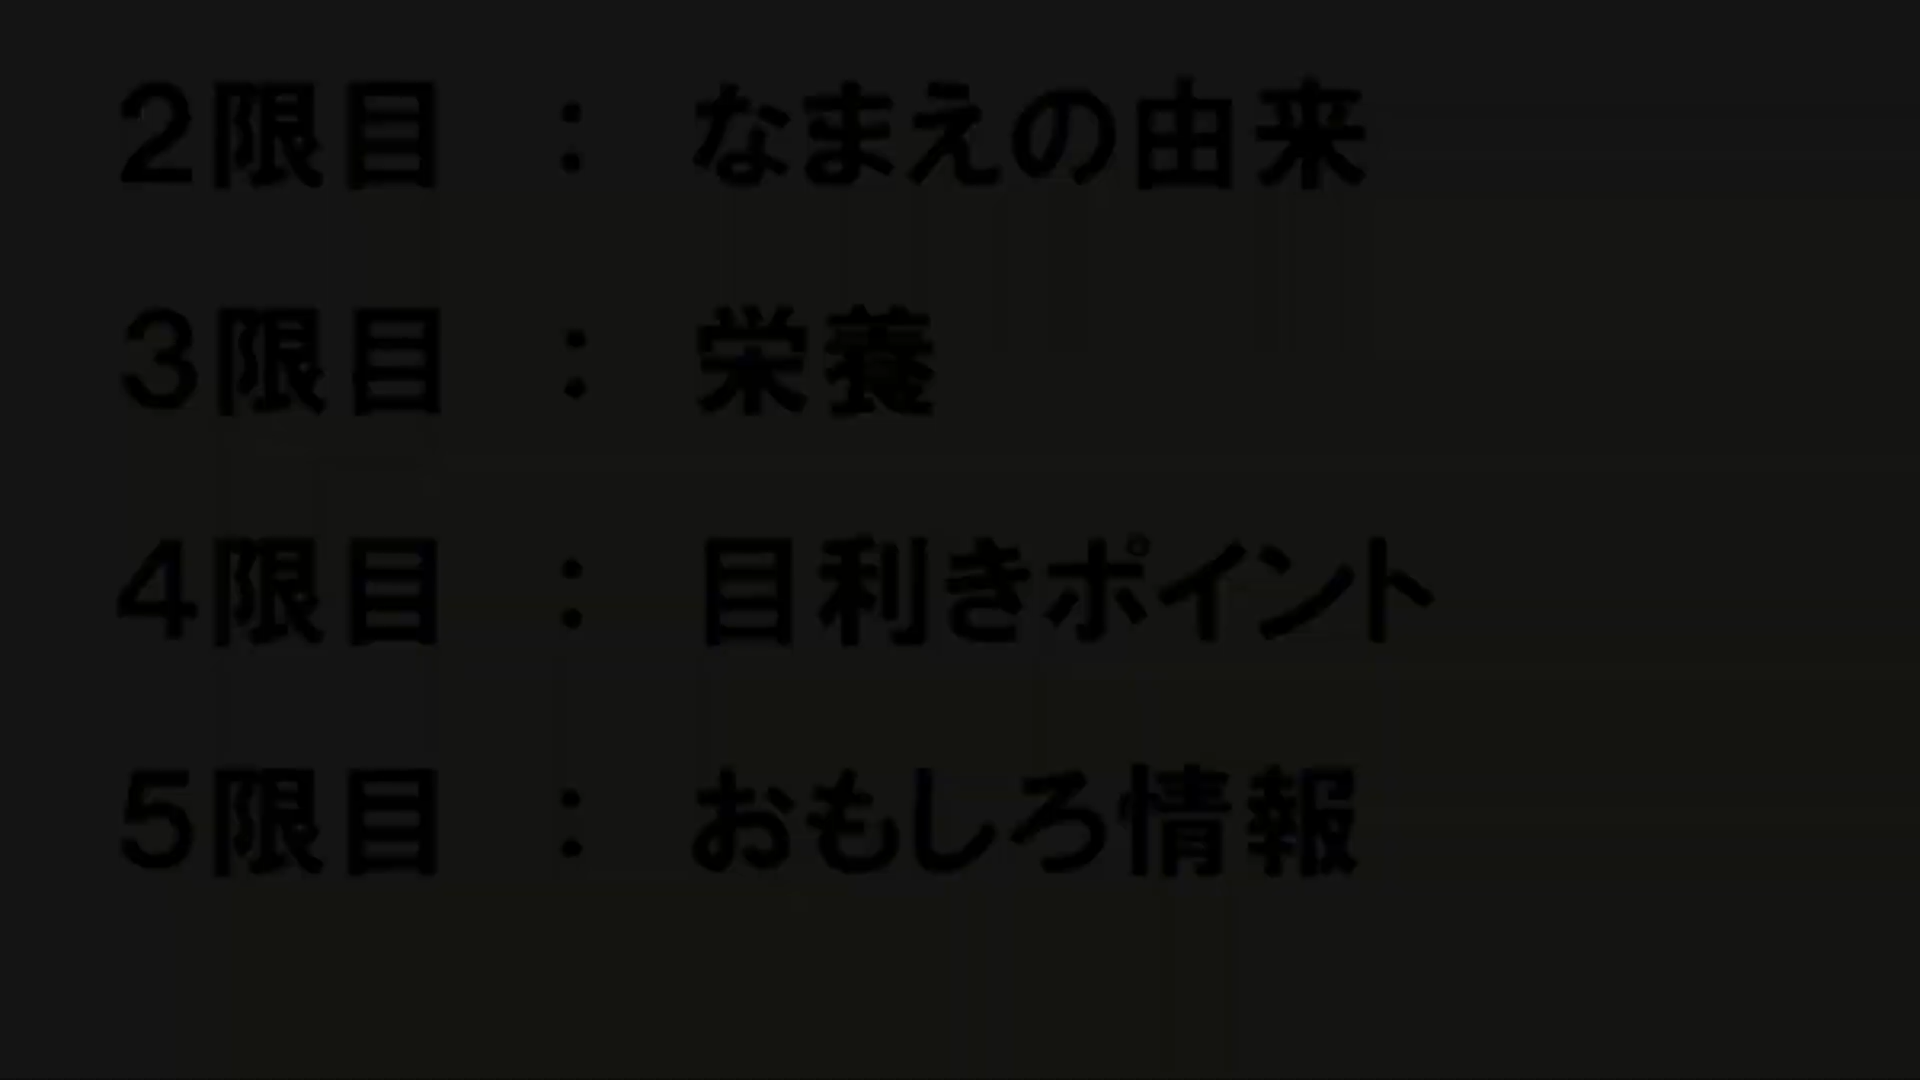 2限目 : なまえの由来
3限目 : 栄養
4限目 : 目利きポイント
5限目 : おもしろ情報